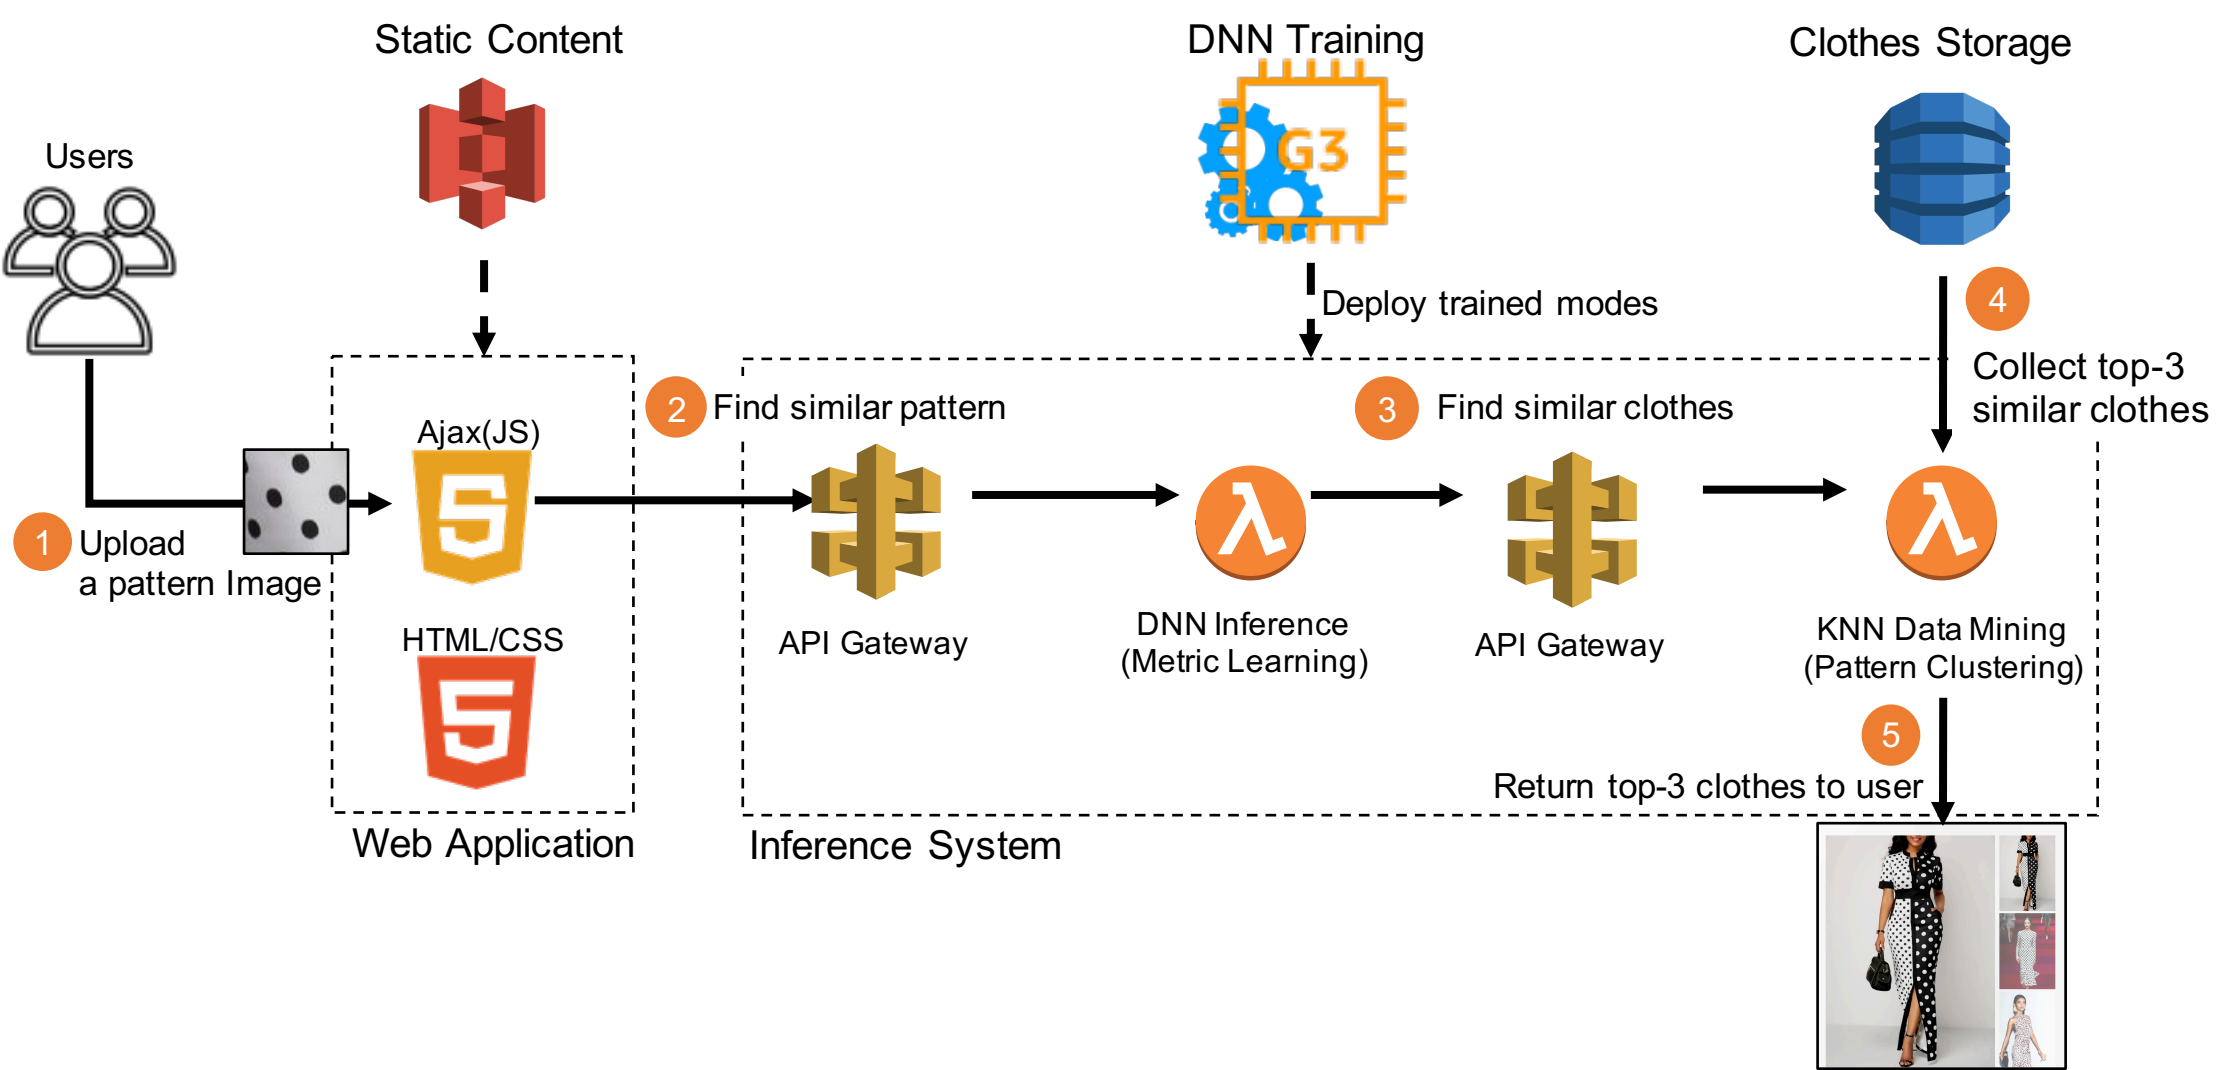 Static Content
DNN Training
Clothes Storage
Users
G3
Deploy trained modes
4
Collect top-3
similar clothes
2
Find similar pattern
3
Find similar clothes
Ajax(JS)
1
Upload
a pattern Image
HTML/CSS
API Gateway
DNN Inference
(Metric Learning)
API Gateway
KNN Data Mining
(Pattern Clustering)
5
Return top-3 clothes to user
Web Application
Inference System